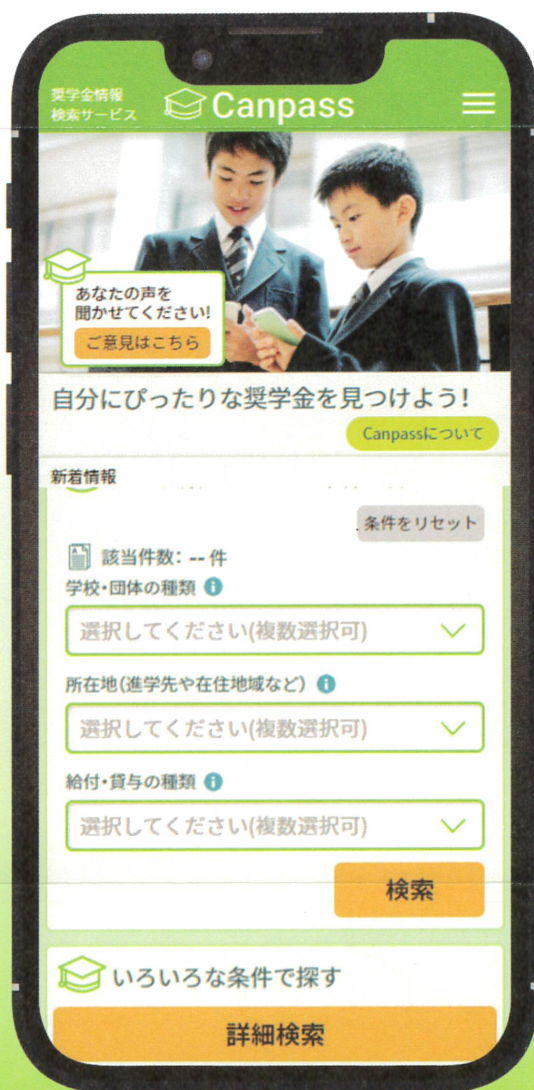 奨学金情報
検索サービス
Canpass
あなたの声を
聞かせてください!
ご意見はこちら
自分にぴったりな奨学金を見つけよう!
Canpassについて
新着情報
条件をリセット
該当件数: -- 件
学校・団体の種類 i
選択してください(複数選択可)
所在地(進学先や在住地域など) i
選択してください(複数選択可)
給付・貸与の種類 i
選択してください(複数選択可)
検索
いろいろな条件で探す
詳細検索